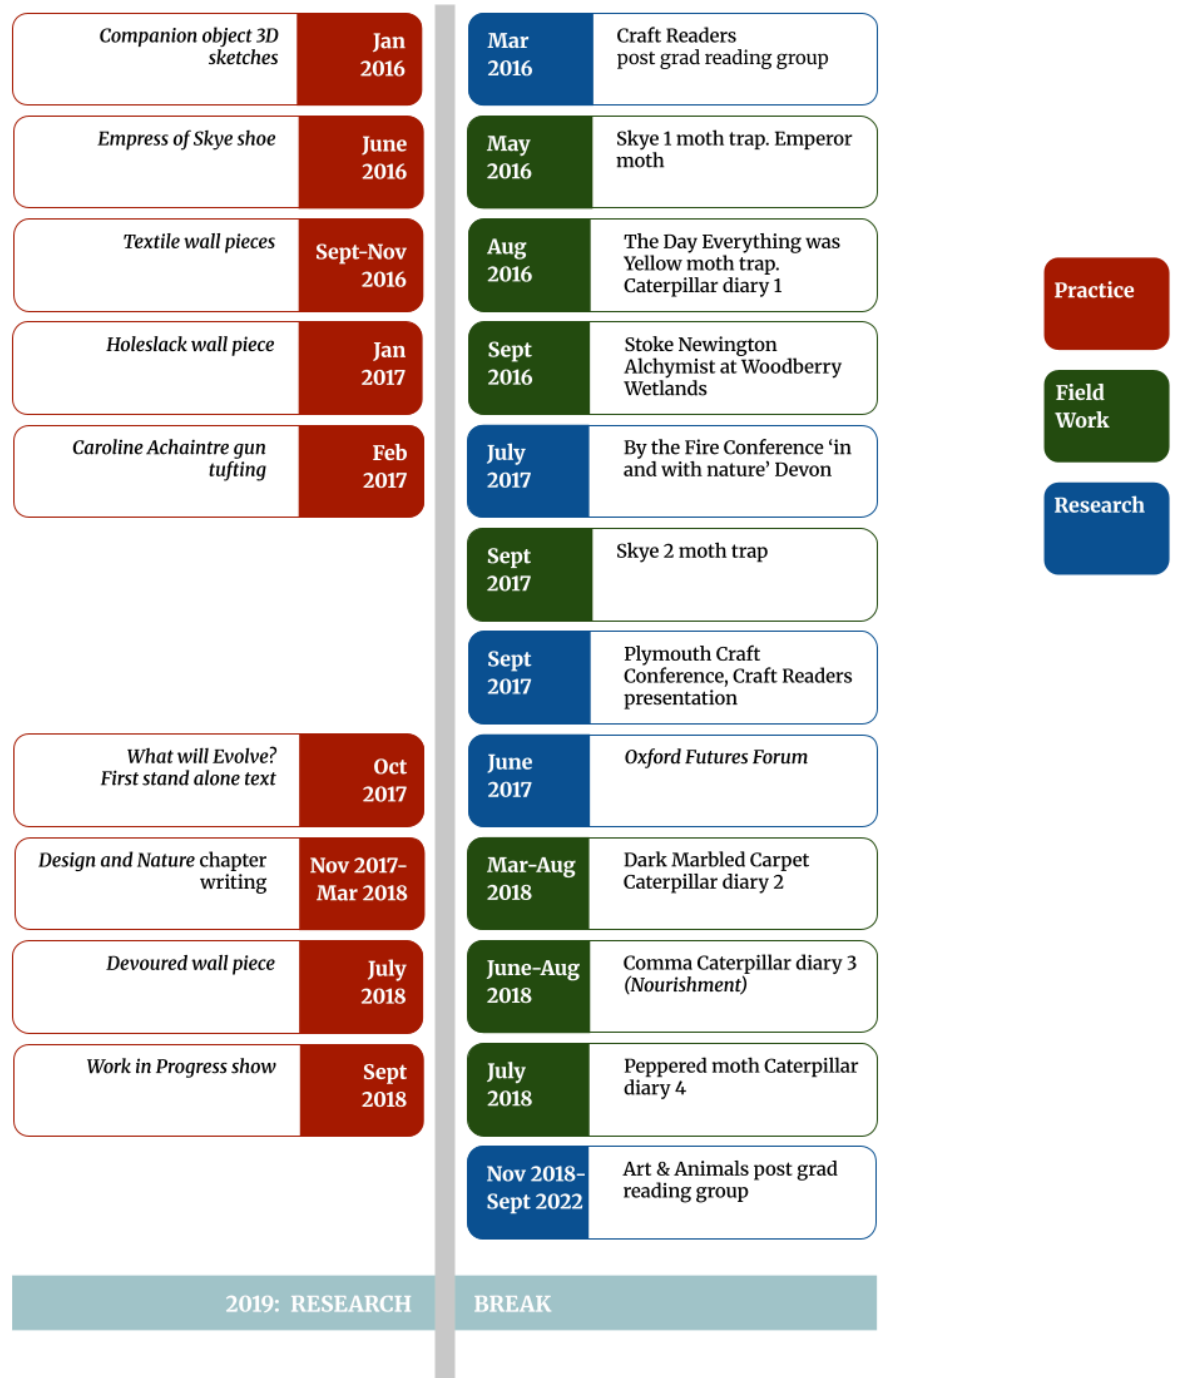 Companion object 3D
sketches
Jan
2016
Mar
2016
Craft Readers
post grad reading group
Empress of Skye shoe
June
2016
May
2016
Skye 1 moth trap. Emperor
moth
Textile wall pieces
Sept-Nov
2016
Aug
2016
The Day Everything was
Yellow moth trap.
Caterpillar diary 1
Holeslack wall piece
Jan
2017
Sept
2016
Stoke Newington
Alchymist at Woodberry
Wetlands
Caroline Achaintre gun
tufting
Feb
2017
July
2017
By the Fire Conference ‘in
and with nature’ Devon
Sept
2017
Skye 2 moth trap
Sept
2017
Plymouth Craft
Conference, Craft Readers
presentation
What will Evolve?
First stand alone text
Oct
2017
June
2017
Oxford Futures Forum
Design and Nature chapter
writing
Nov 2017-
Mar 2018
Mar-Aug
2018
Dark Marbled Carpet
Caterpillar diary 2
Devoured wall piece
July
2018
June-Aug
2018
Comma Caterpillar diary 3
(Nourishment)
Work in Progress show
Sept
2018
July
2018
Peppered moth Caterpillar
diary 4
Nov 2018-
Sept 2022
Art & Animals post grad
reading group
2019: RESEARCH BREAK
Practice
Field
Work
Research